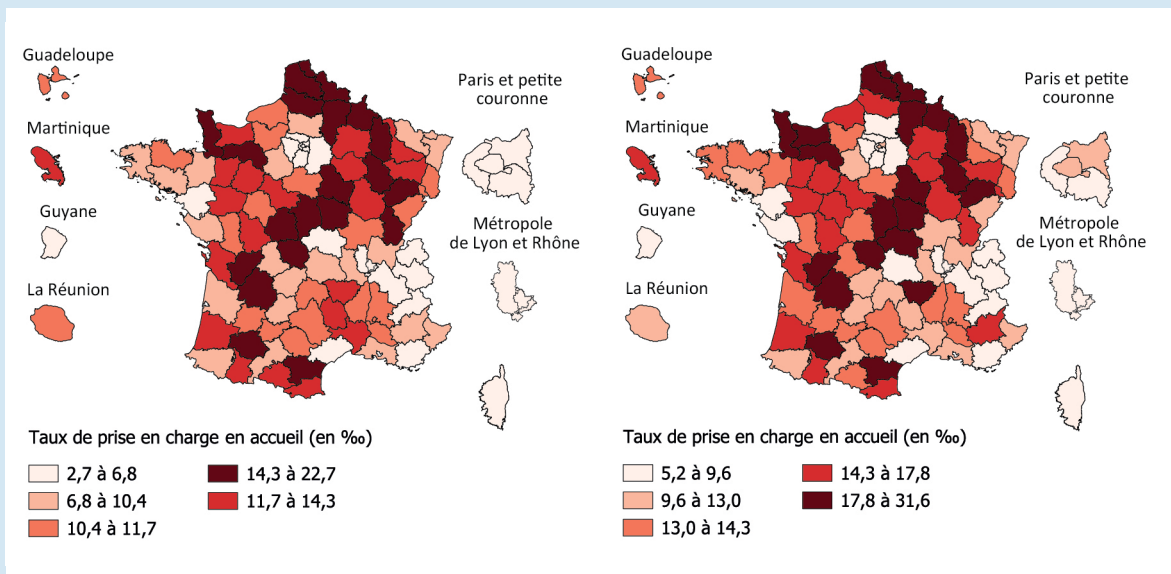 Guadeloupe
Martinique
Guyane
La Réunion
Paris et petite
couronne
Métropole
de Lyon et Rhône
Taux de prise en charge en accueil (en ‰)
2,7 à 6,8
6,8 à 10,4
10,4 à 11,7
14,3 à 22,7
11,7 à 14,3
Guadeloupe
Martinique
Guyane
La Réunion
Paris et petite
couronne
Métropole
de Lyon et Rhône
Taux de prise en charge en accueil (en ‰)
5,2 à 9,6
9,6 à 13,0
13,0 à 14,3
14,3 à 17,8
17,8 à 31,6